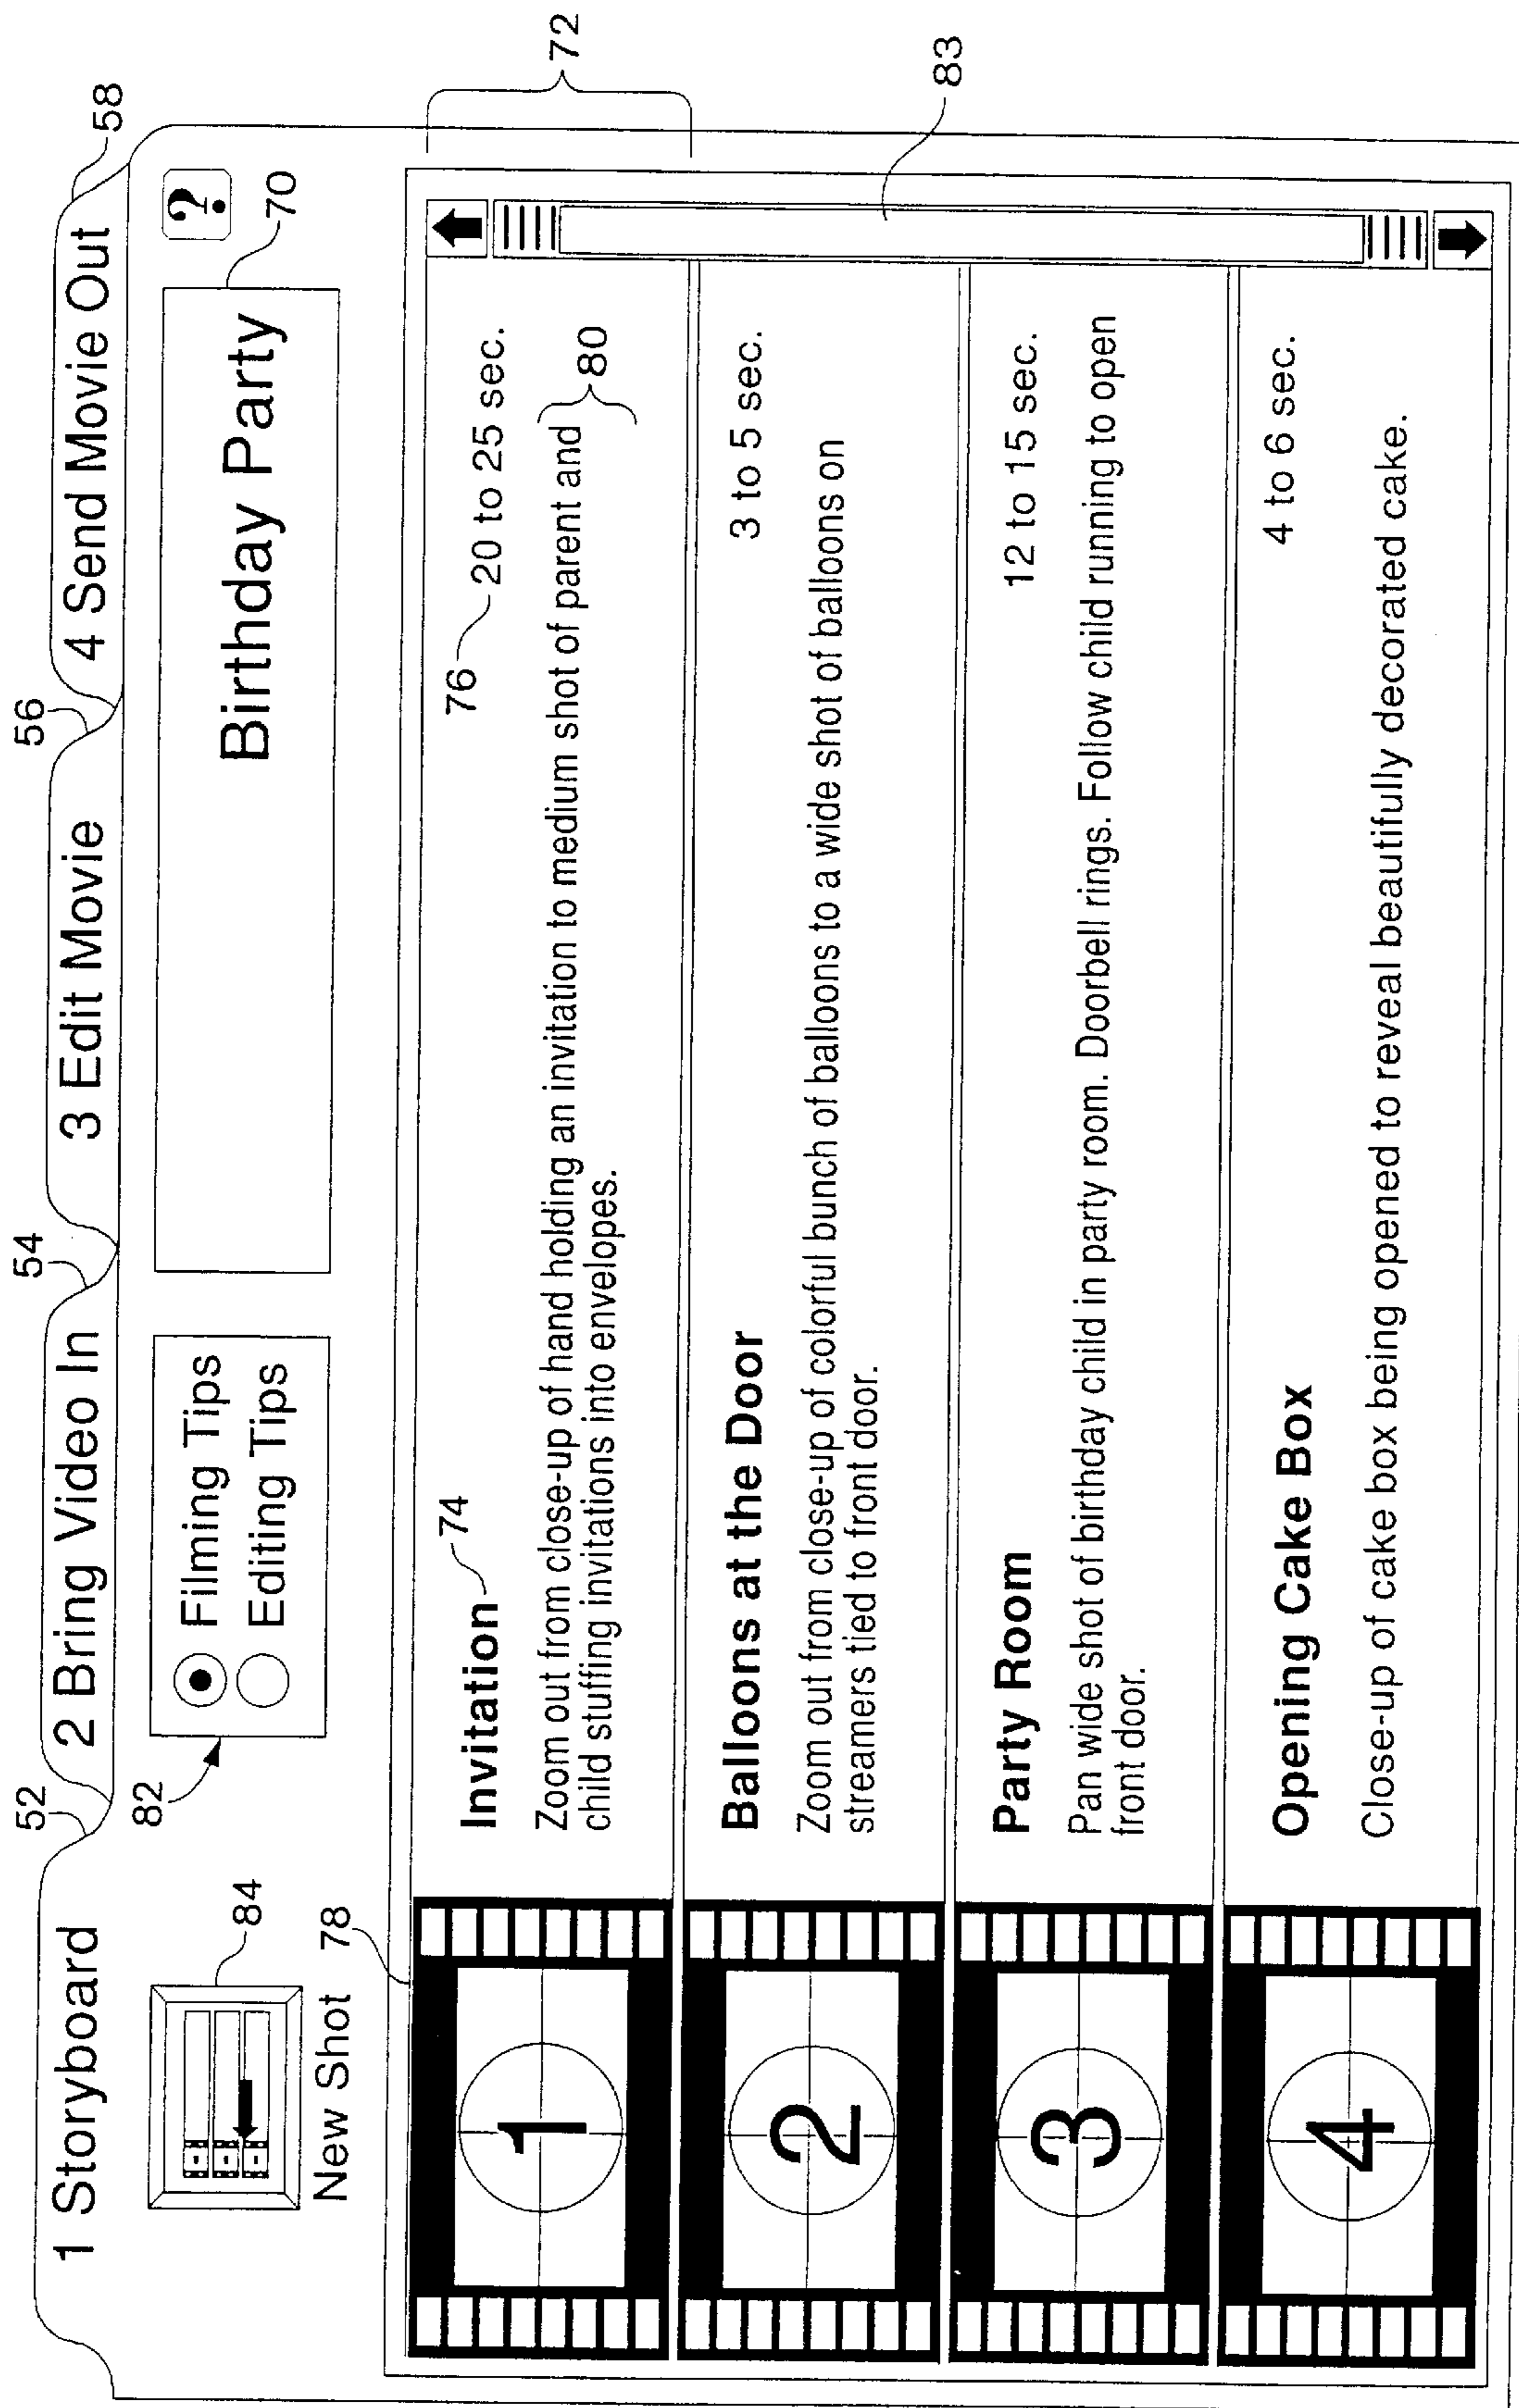 52
54
56
58
1 Storyboard
2 Bring Video In
3 Edit Movie
4 Send Movie Out
84
New Shot
82
Filming Tips
Editing Tips
Birthday Party
70
?
78
72
1
Invitation
74
76
20 to 25 sec.
Zoom out from close-up of hand holding an invitation to medium shot of parent and
child stuffing invitations into envelopes.
80
2
Balloons at the Door
3 to 5 sec.
Zoom out from close-up of colorful bunch of balloons to a wide shot of balloons on
streamers tied to front door.
83
3
Party Room
12 to 15 sec.
Pan wide shot of birthday child in party room. Doorbell rings. Follow child running to open
front door.
4
Opening Cake Box
4 to 6 sec.
Close-up of cake box being opened to reveal beautifully decorated cake.